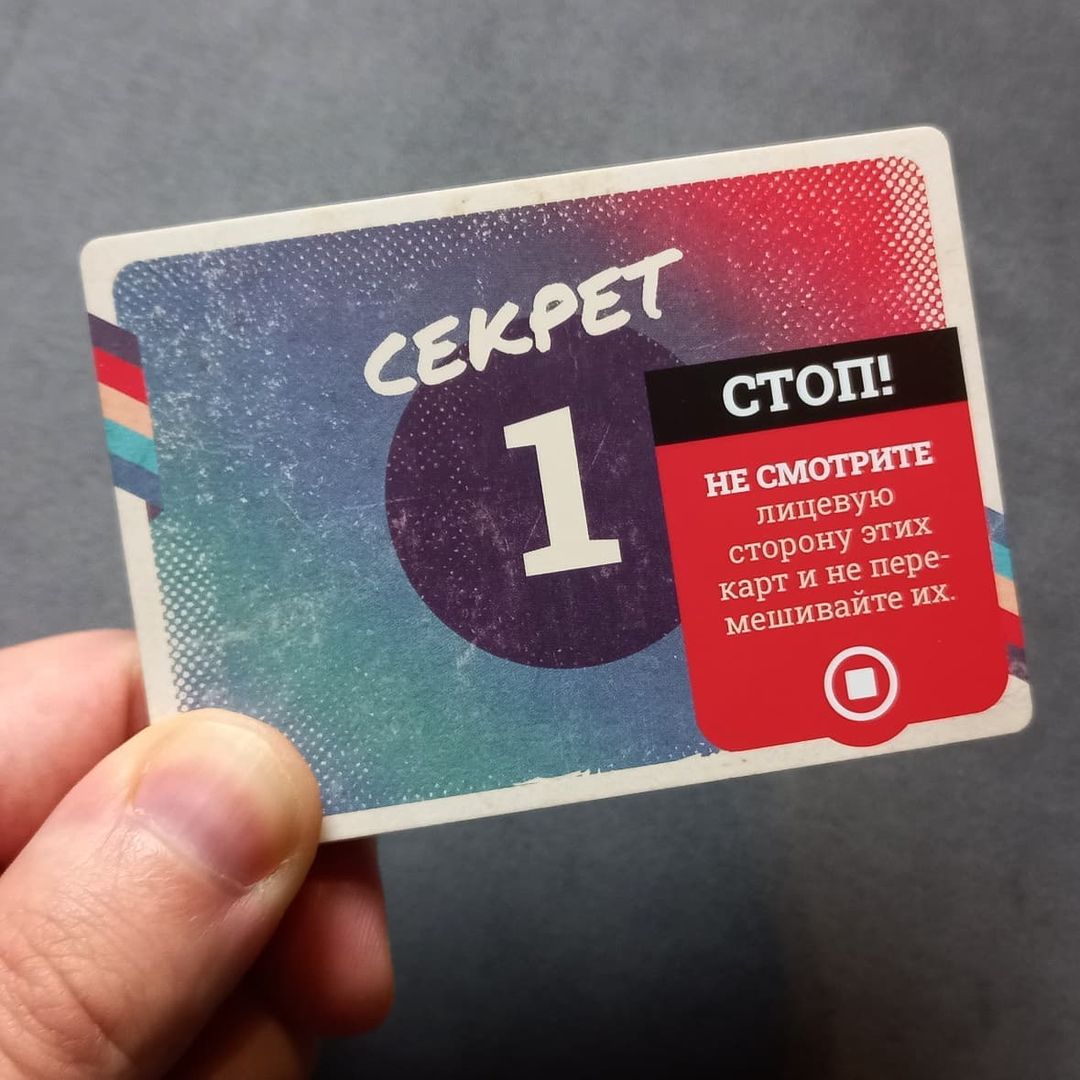 СЕКРЕТ
1
СТОП!
НЕ СМОТРИТЕ
лицевую
сторону этих
карт и не пере-
мешивайте их.